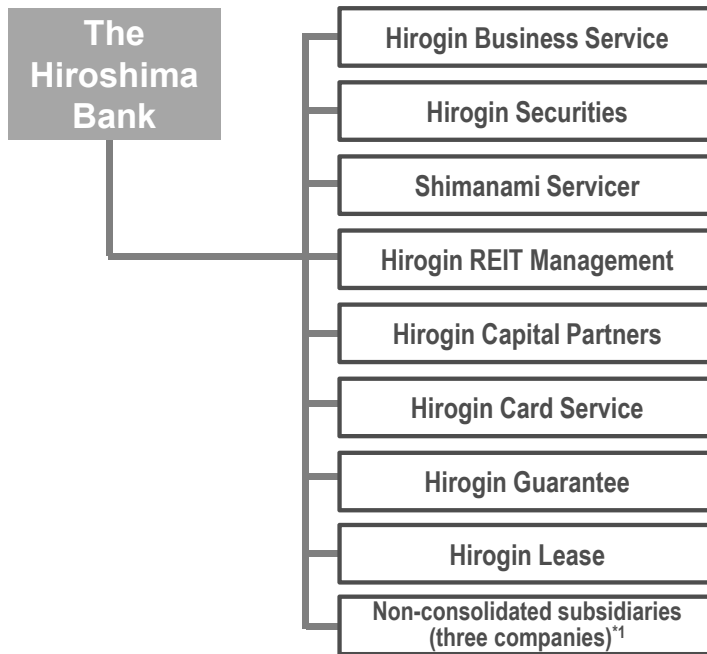 The
Hiroshima
Bank
Hirogin Business Service
Hirogin Securities
Shimanami Servicer
Hirogin REIT Management
Hirogin Capital Partners
Hirogin Card Service
Hirogin Guarantee
Hirogin Lease
Non-consolidated subsidiaries
(three companies)*1